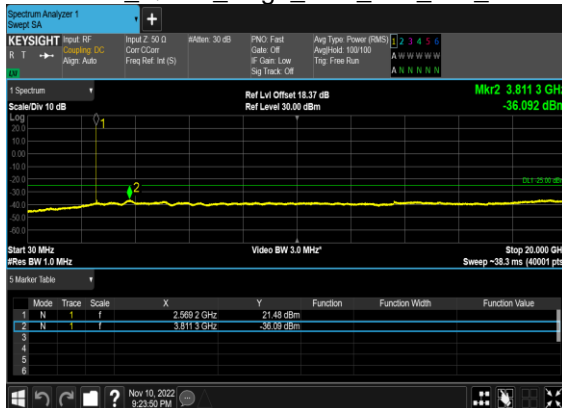 Spectrum Analyzer 1
Swept SA
KEYSIGHT Input: RF Input Z: 50 Ω #Atten: 30 dB PNO: Fast Avg Type: Power (RMS) 1 2 3 4 5 6
R T Coupling: DC Corr CCorr Gate: Off Avg|Hold: 100/100 A W W W W W
Align: Auto Freq Ref: Int (S) IF Gain: Low Trig: Free Run
LXI Sig Track: Off A N N N N N
1 Spectrum Ref Lvl Offset 18.37 dB Mkr2 3.811 3 GHz
Scale/Div 10 dB Ref Level 30.00 dBm -36.092 dBm
Log
20.0
10.0
0.00
-10.0
-20.0
-30.0
-40.0
-50.0
-60.0
1
2
DL1 -25.00 dBm
Start 30 MHz Video BW 3.0 MHz* Stop 20.000 GH
#Res BW 1.0 MHz Sweep ~38.3 ms (40001 pts
5 Marker Table
Mode Trace Scale X Y Function Function Width Function Value
1 N 1 f 2.569 2 GHz 21.48 dBm
2 N 1 f 3.811 3 GHz -36.09 dBm
3
4
5
6
? Nov 10, 2022
9:23:50 PM